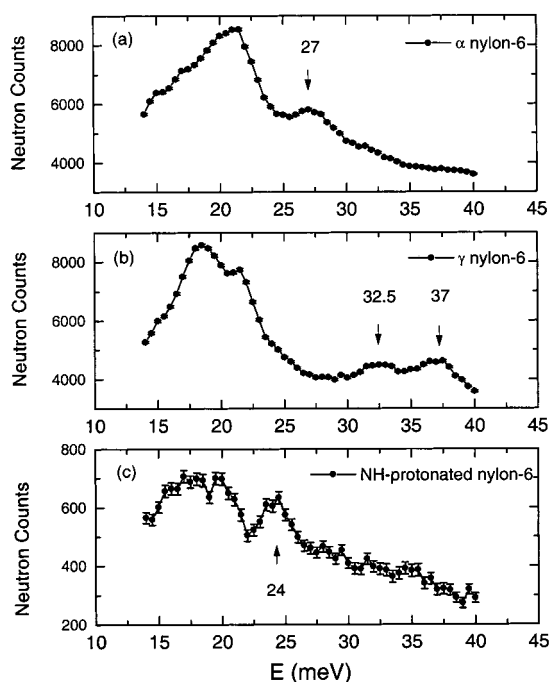 (a)
27
α nylon-6
Neutron Counts
8000
6000
4000
10 15 20 25 30 35 40 45
(b)
32.5
37
γ nylon-6
Neutron Counts
8000
6000
4000
10 15 20 25 30 35 40 45
(c)
NH-protonated nylon-6
24
Neutron Counts
800
600
400
200
10 15 20 25 30 35 40 45
E (meV)